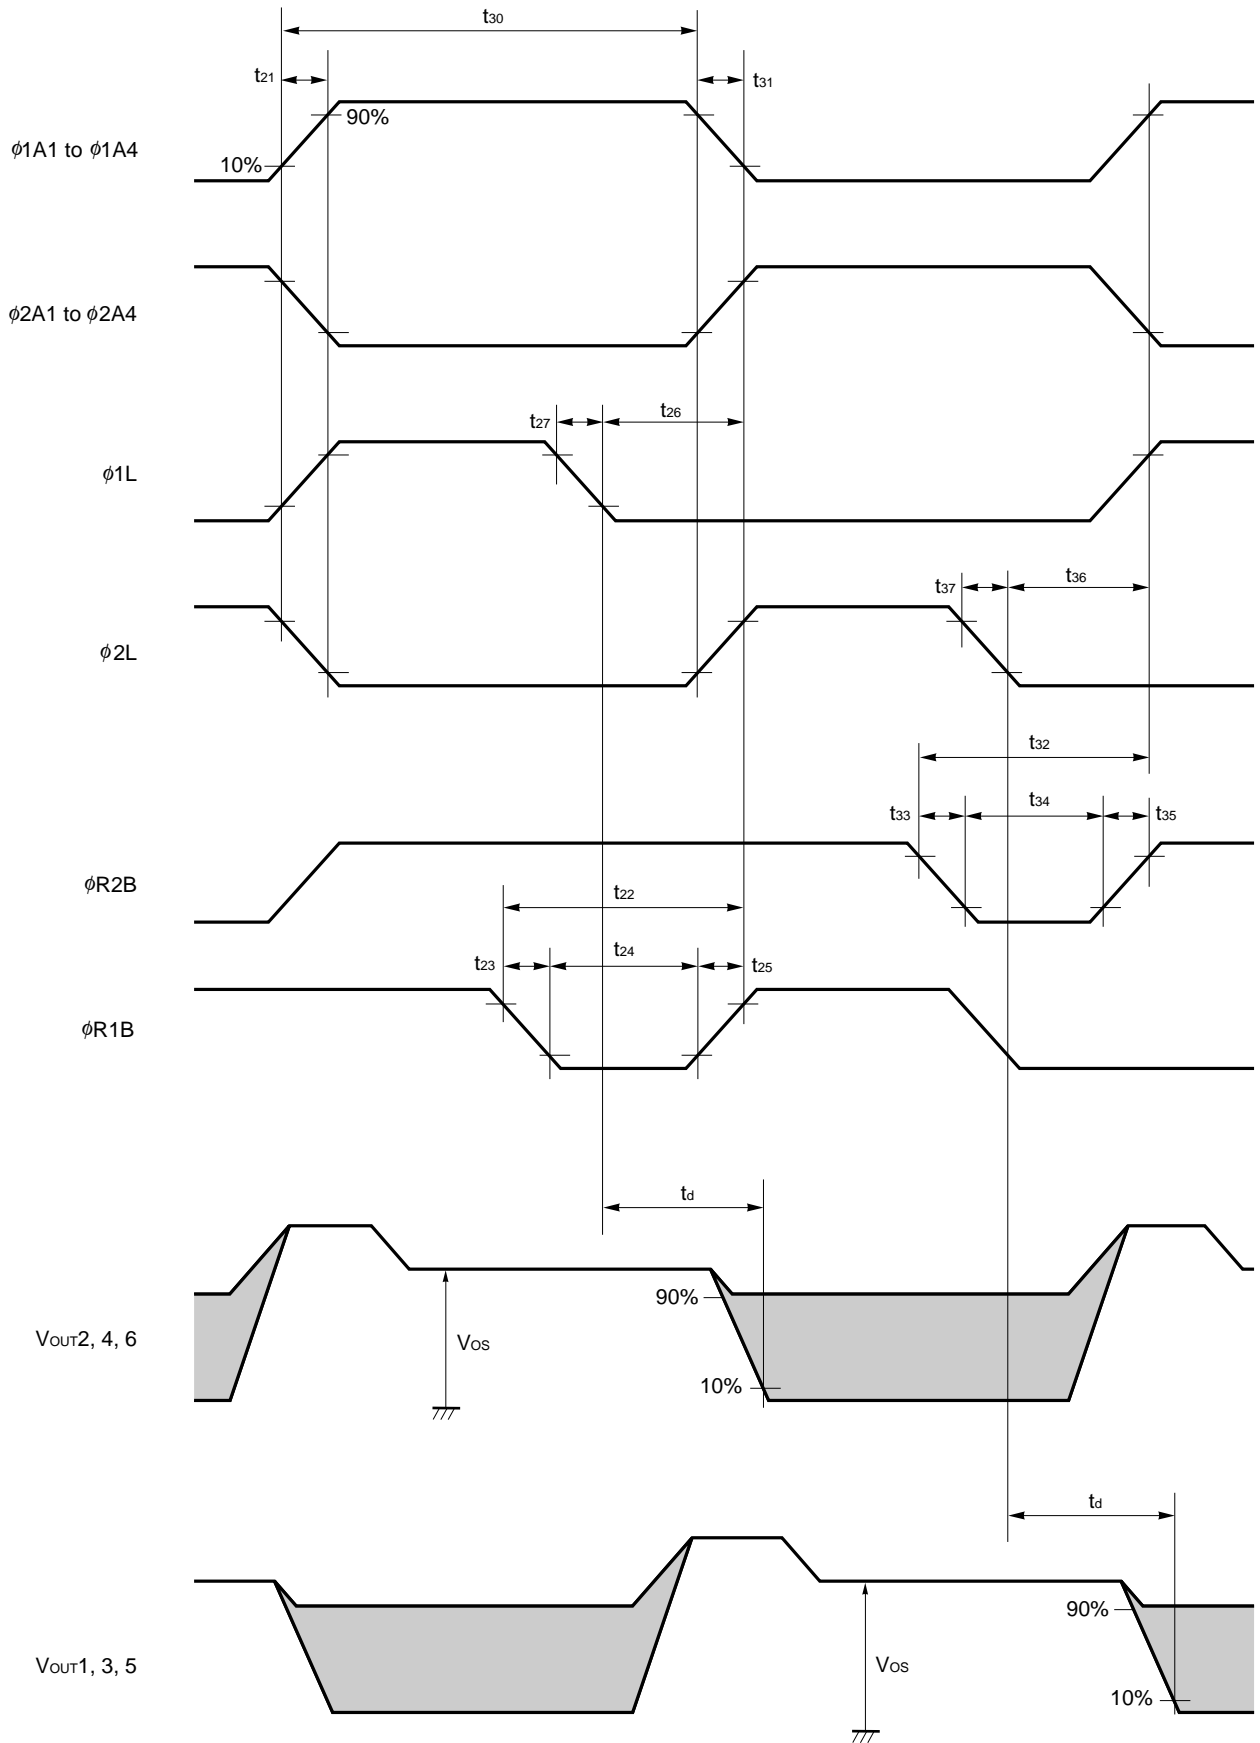 t30
t21
t31
90%
ϕ1A1 to ϕ1A4
10%
ϕ2A1 to ϕ2A4
t27
t26
ϕ1L
t37
t36
ϕ2L
t32
t33
t34
t35
ϕR2B
t22
t23
t24
t25
ϕR1B
td
90%
VOUT2, 4, 6
VOS
10%
td
90%
VOUT1, 3, 5
VOS
10%